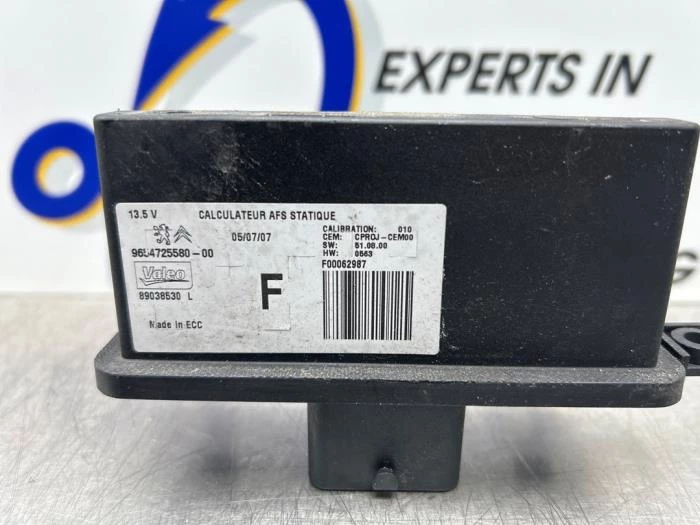 EXPERTS IN
13.5 V CALCULATEUR AFS STATIQUE
05/07/07
CALIBRATION: 010
CEM: CPROJ-CEM00
SW: 51.08.00
HW: 0563
F00062987
9654725580-00
Valeo
89038530 L
F
Made in ECC
G